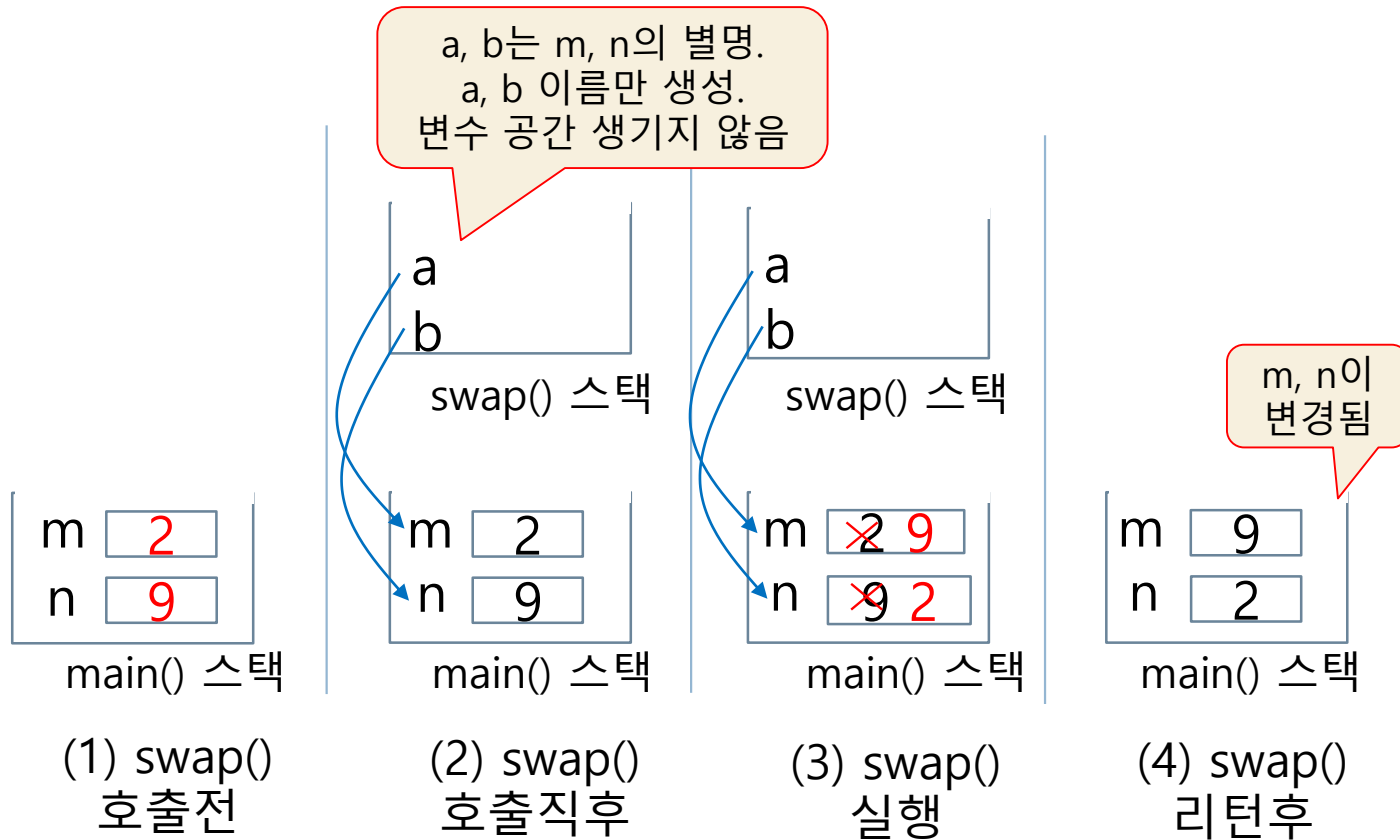 a, b는 m, n의 별명.
a, b 이름만 생성.
변수 공간 생기지 않음
m 2
n 9
main() 스택
(1) swap()
호출전
a
b
swap() 스택
m 2
n 9
main() 스택
(2) swap()
호출직후
a
b
swap() 스택
m 2 9
n 9 2
main() 스택
(3) swap()
실행
m, n이
변경됨
m 9
n 2
main() 스택
(4) swap()
리턴후